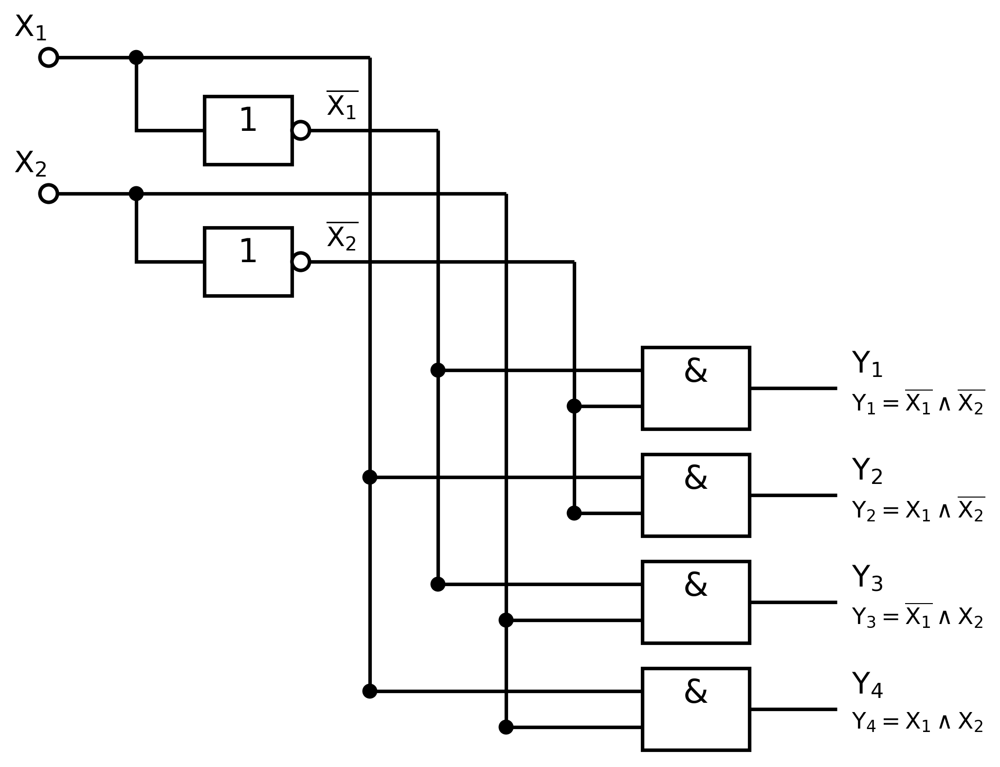 X₁
1
X̅₁
X₂
1
X̅₂
&
Y₁
Y₁ = X̅₁ ∧ X̅₂
&
Y₂
Y₂ = X₁ ∧ X̅₂
&
Y₃
Y₃ = X̅₁ ∧ X₂
&
Y₄
Y₄ = X₁ ∧ X₂